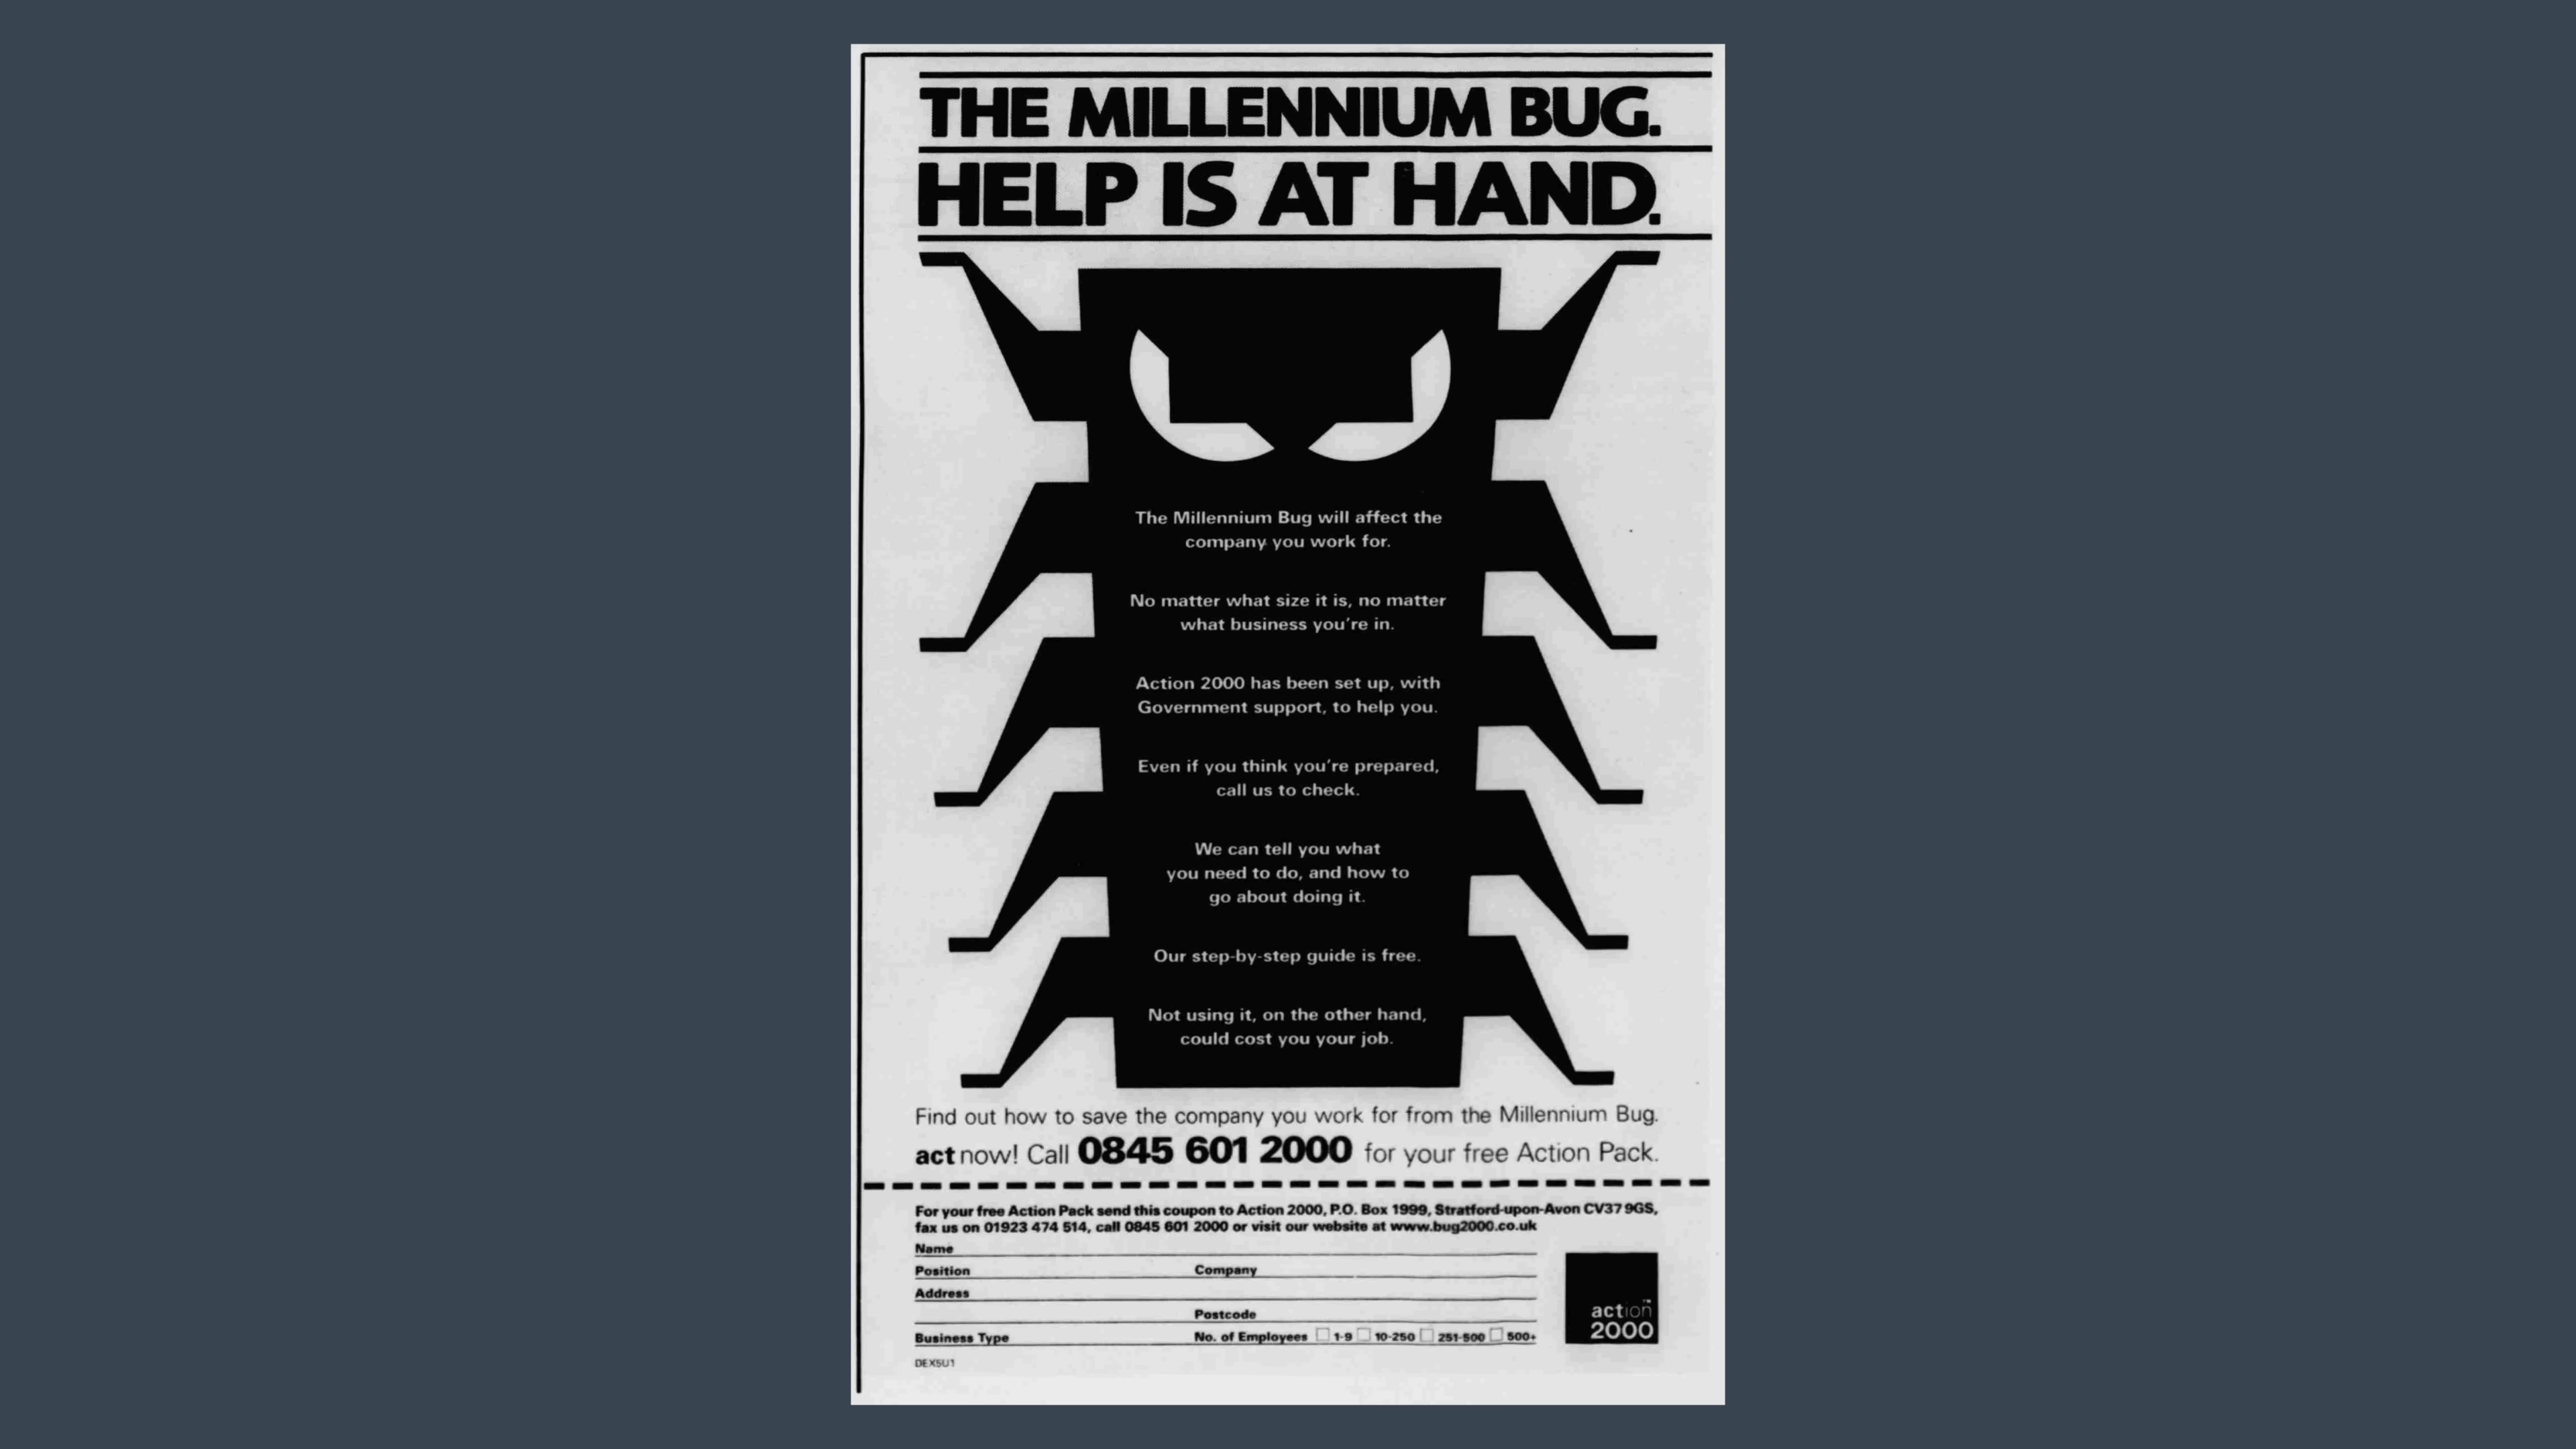 THE MILLENNIUM BUG.
HELP IS AT HAND.
The Millennium Bug will affect the
company you work for.
No matter what size it is, no matter
what business you're in.
Action 2000 has been set up, with
Government support, to help you.
Even if you think you're prepared,
call us to check.
We can tell you what
you need to do, and how to
go about doing it.
Our step-by-step guide is free.
Not using it, on the other hand,
could cost you your job.
Find out how to save the company you work for from the Millennium Bug.
act now! Call 0845 601 2000 for your free Action Pack.
For your free Action Pack send this coupon to Action 2000, P.O. Box 1999, Stratford-upon-Avon CV37 9GS,
fax us on 01923 474 514, call 0845 601 2000 or visit our website at www.bug2000.co.uk
Name
Position Company
Address
Postcode
Business Type No. of Employees 1-9 10-250 251-500 500+
action™
2000
DEX5U1